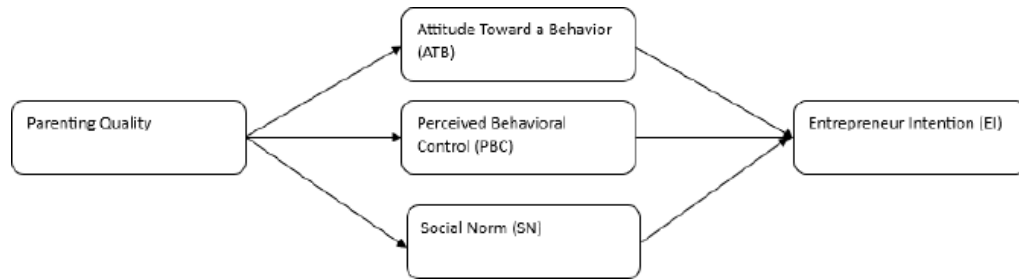 Attitude Toward a Behavior
(ATB)
Parenting Quality
Perceived Behavioral
Control (PBC)
Entrepreneur Intention (EI)
Social Norm (SN)